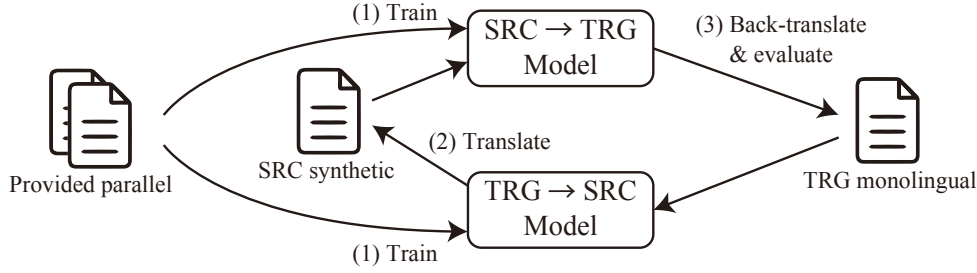 (1) Train
SRC → TRG
Model
(3) Back-translate
& evaluate
Provided parallel
SRC synthetic
(2) Translate
TRG monolingual
TRG → SRC
Model
(1) Train